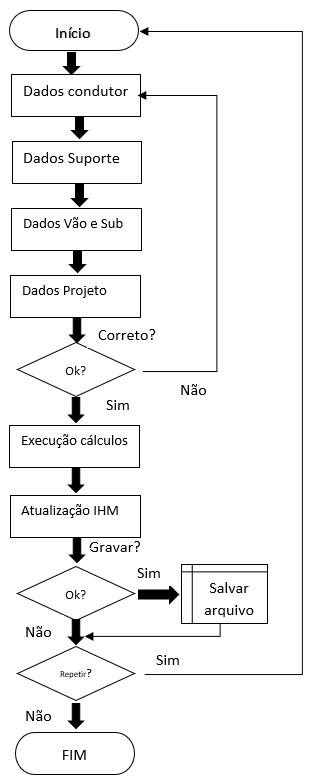 Início
Dados condutor
Dados Suporte
Dados Vão e Sub
Dados Projeto
Correto?
Ok?
Não
Sim
Execução cálculos
Atualização IHM
Gravar?
Sim
Ok?
Salvar
arquivo
Não
Repetir?
Sim
Não
FIM